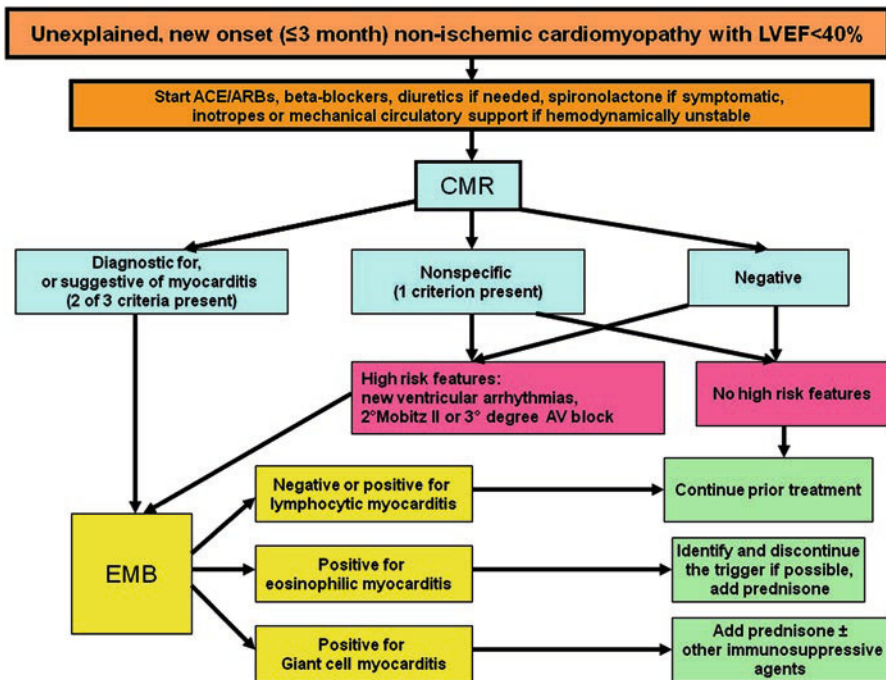 Unexplained, new onset (≤3 month) non-ischemic cardiomyopathy with LVEF<40%
Start ACE/ARBs, beta-blockers, diuretics if needed, spironolactone if symptomatic,
inotropes or mechanical circulatory support if hemodynamically unstable
CMR
Diagnostic for,
or suggestive of myocarditis
(2 of 3 criteria present)
Nonspecific
(1 criterion present)
Negative
High risk features:
new ventricular arrhythmias,
2°Mobitz II or 3° degree AV block
No high risk features
EMB
Negative or positive for
lymphocytic myocarditis
Continue prior treatment
Positive for
eosinophilic myocarditis
Identify and discontinue
the trigger if possible,
add prednisone
Positive for
Giant cell myocarditis
Add prednisone ±
other immunosuppressive
agents